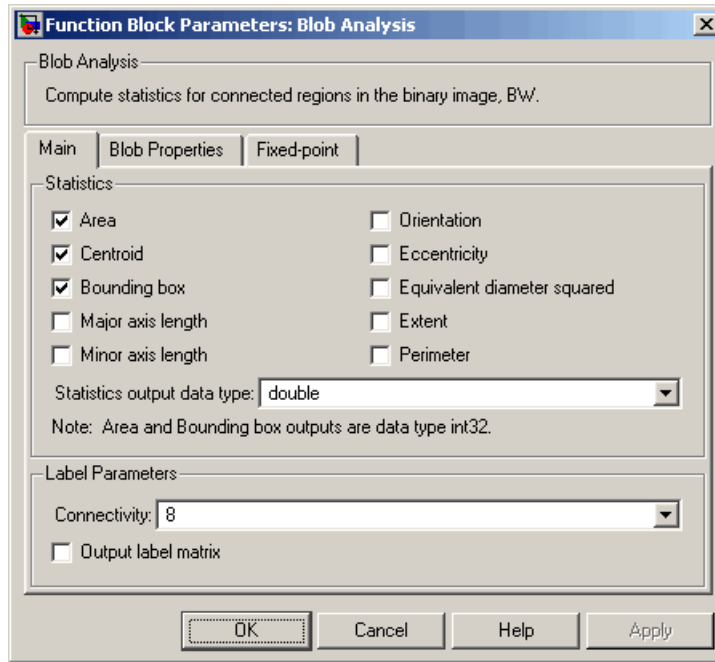 Function Block Parameters: Blob Analysis
Blob Analysis
Compute statistics for connected regions in the binary image, BW.
Main
Blob Properties
Fixed-point
Statistics
Area
Orientation
Centroid
Eccentricity
Bounding box
Equivalent diameter squared
Major axis length
Extent
Minor axis length
Perimeter
Statistics output data type: double
Note: Area and Bounding box outputs are data type int32.
Label Parameters
Connectivity: 8
Output label matrix
OK
Cancel
Help
Apply